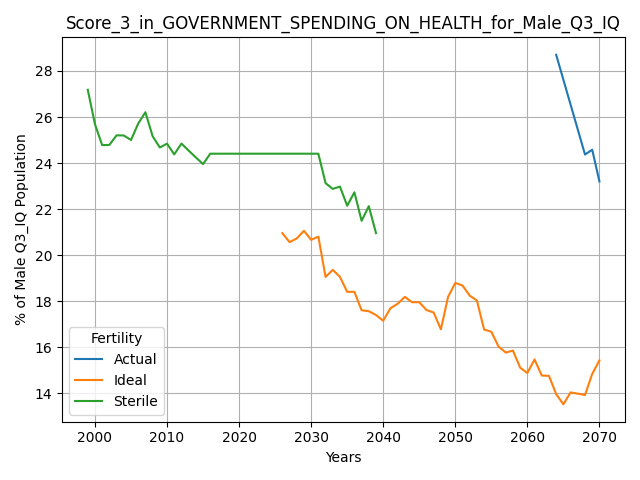 Score_3_in_GOVERNMENT_SPENDING_ON_HEALTH_for_Male_Q3_IQ
% of Male Q3_IQ Population
28
26
24
22
20
18
16
14
Fertility
Actual
Ideal
Sterile
2000 2010 2020 2030 2040 2050 2060 2070
Years